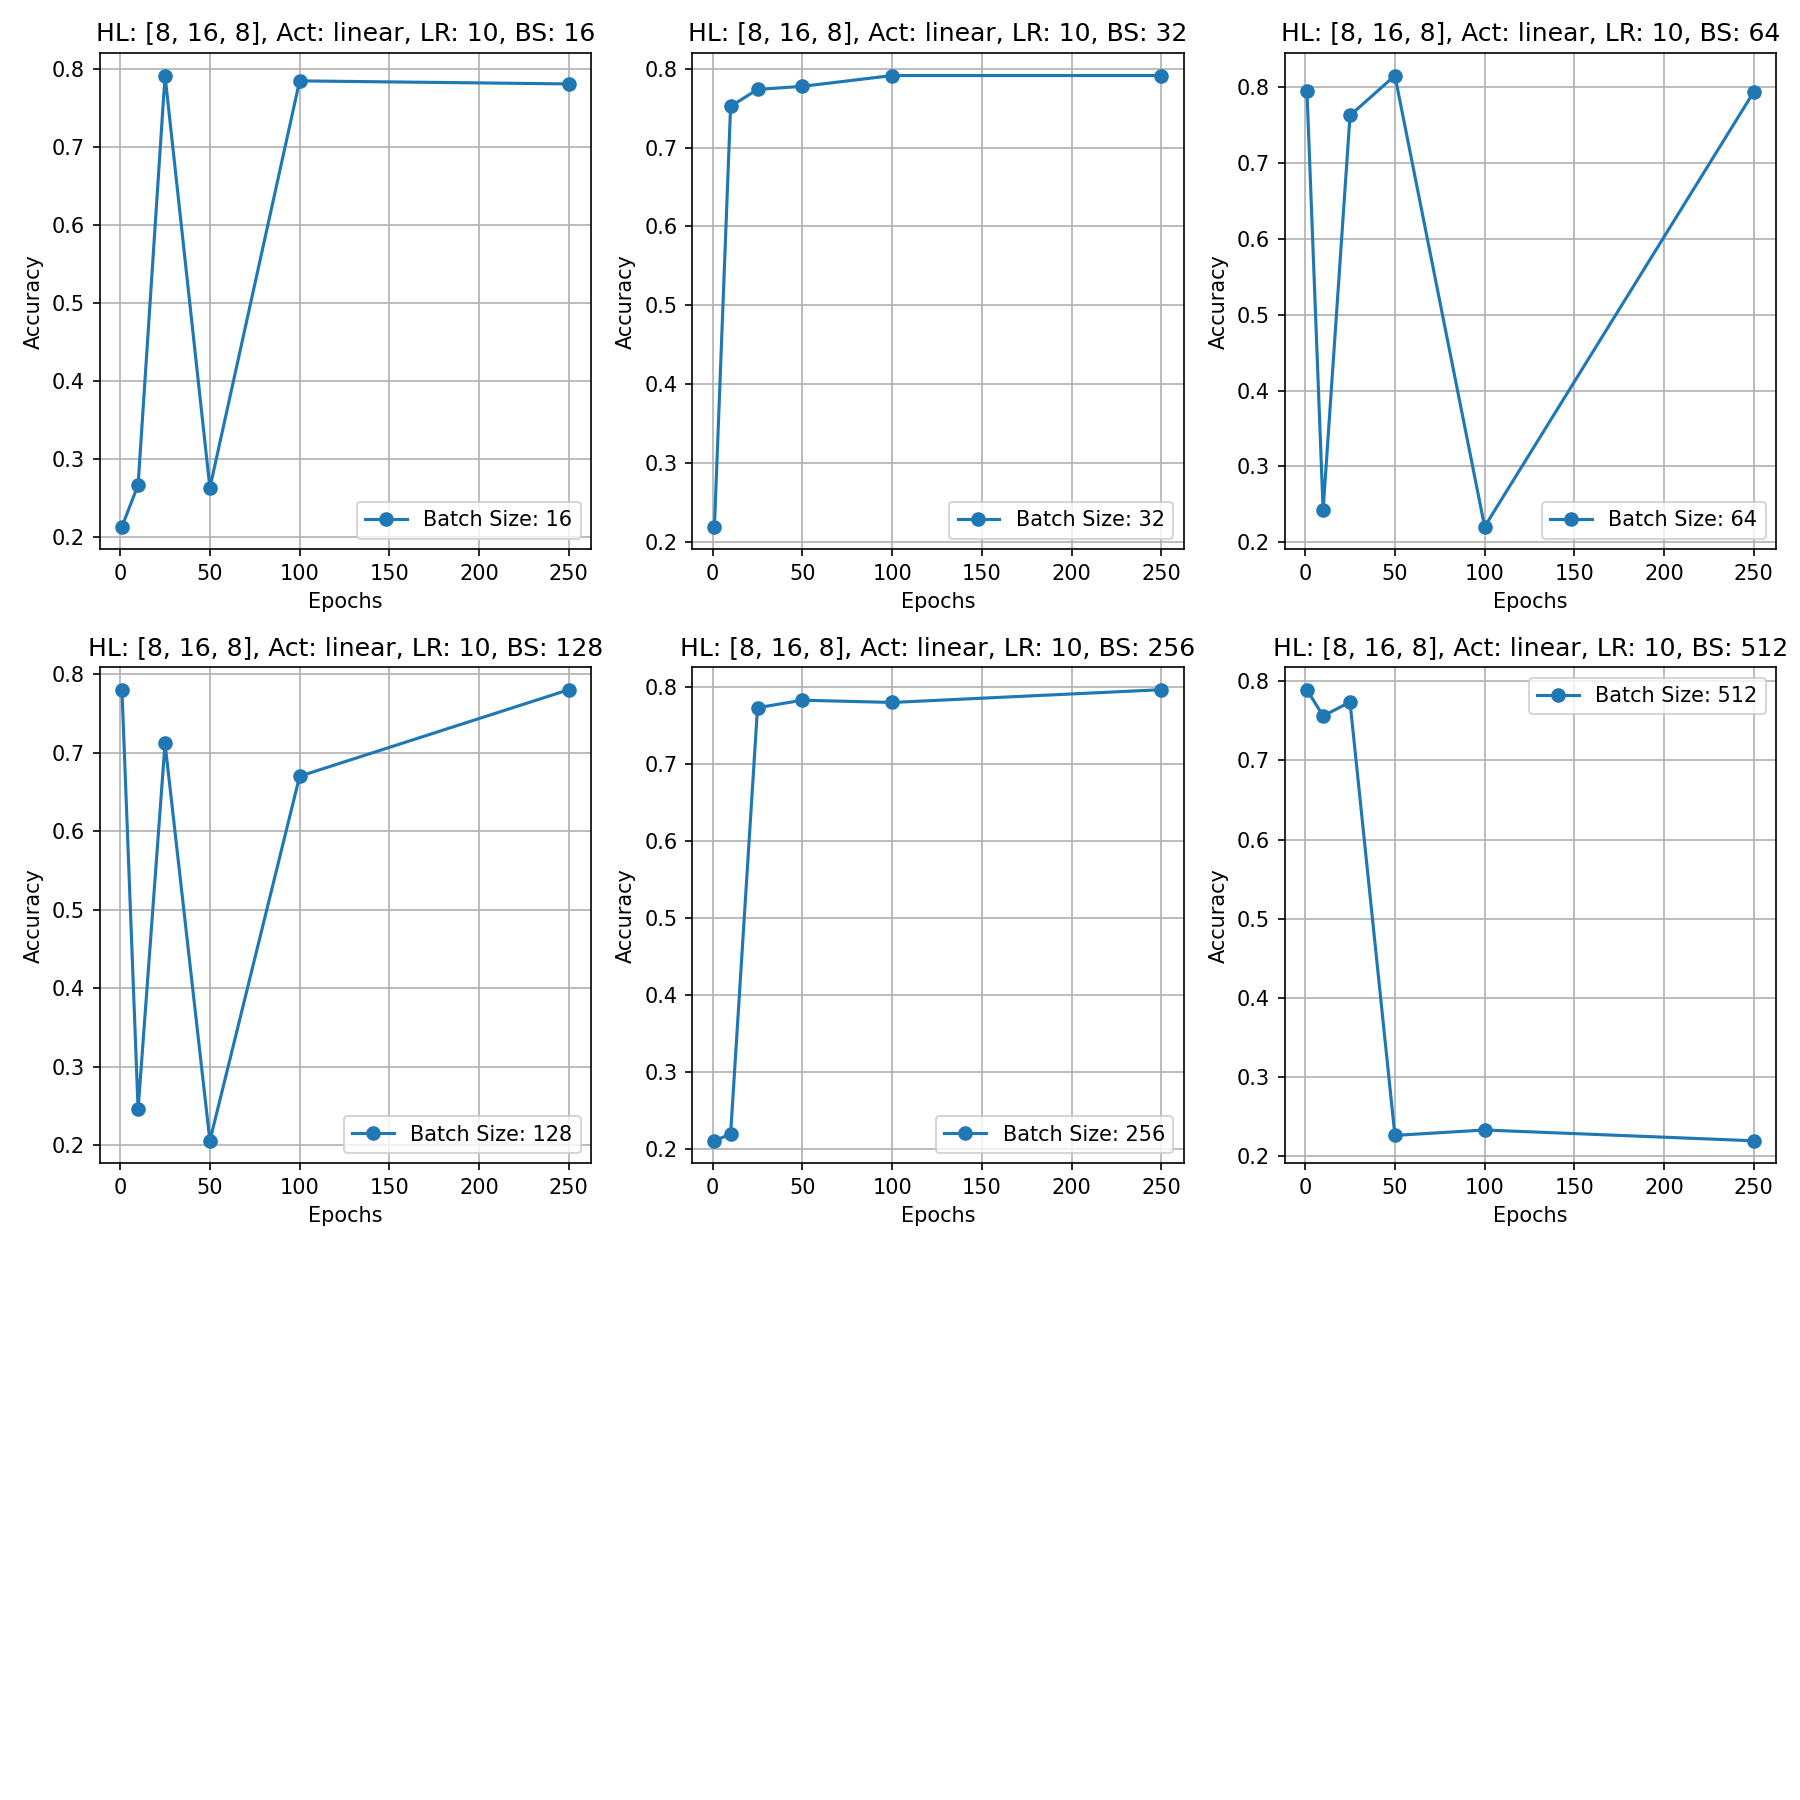 HL: [8, 16, 8], Act: linear, LR: 10, BS: 16
0.8
0.7
0.6
0.5
0.4
0.3
0.2
Accuracy
Batch Size: 16
0 50 100 150 200 250
Epochs
HL: [8, 16, 8], Act: linear, LR: 10, BS: 32
0.8
0.7
0.6
0.5
0.4
0.3
0.2
Accuracy
Batch Size: 32
0 50 100 150 200 250
Epochs
HL: [8, 16, 8], Act: linear, LR: 10, BS: 64
0.8
0.7
0.6
0.5
0.4
0.3
0.2
Accuracy
Batch Size: 64
0 50 100 150 200 250
Epochs
HL: [8, 16, 8], Act: linear, LR: 10, BS: 128
0.8
0.7
0.6
0.5
0.4
0.3
0.2
Accuracy
Batch Size: 128
0 50 100 150 200 250
Epochs
HL: [8, 16, 8], Act: linear, LR: 10, BS: 256
0.8
0.7
0.6
0.5
0.4
0.3
0.2
Accuracy
Batch Size: 256
0 50 100 150 200 250
Epochs
HL: [8, 16, 8], Act: linear, LR: 10, BS: 512
0.8
0.7
0.6
0.5
0.4
0.3
0.2
Accuracy
Batch Size: 512
0 50 100 150 200 250
Epochs